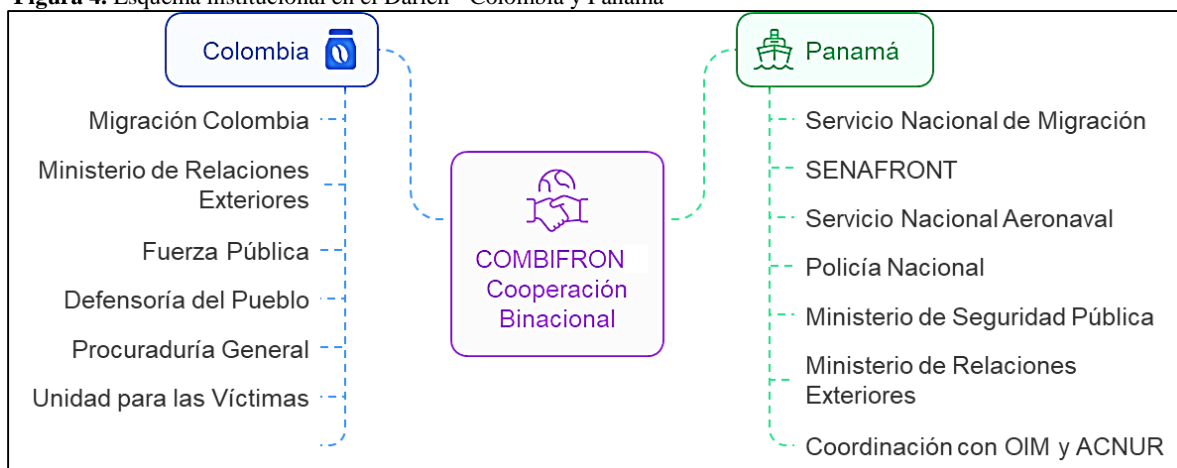 Figura 4. Esquema institucional en el Darién - Colombia y Panamá
Colombia
Migración Colombia
Ministerio de Relaciones
Exteriores
Fuerza Pública
Defensoría del Pueblo
Procuraduría General
Unidad para las Víctimas
COMBIFRON
Cooperación
Binacional
Panamá
Servicio Nacional de Migración
SENAFRONT
Servicio Nacional Aeronaval
Policía Nacional
Ministerio de Seguridad Pública
Ministerio de Relaciones
Exteriores
Coordinación con OIM y ACNUR